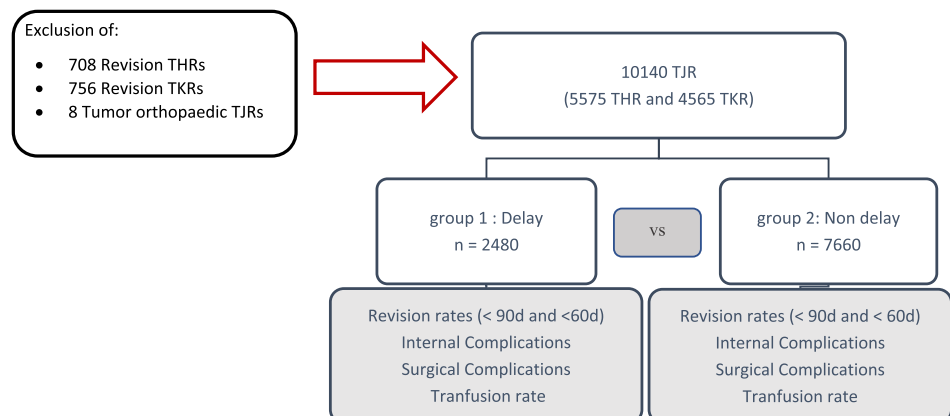 Exclusion of:
• 708 Revision THRs
• 756 Revision TKRs
• 8 Tumor orthopaedic TJRs
10140 TJR
(5575 THR and 4565 TKR)
group 1 : Delay
n = 2480
vs
group 2: Non delay
n = 7660
Revision rates (< 90d and <60d)
Internal Complications
Surgical Complications
Tranfusion rate
Revision rates (< 90d and < 60d)
Internal Complications
Surgical Complications
Tranfusion rate